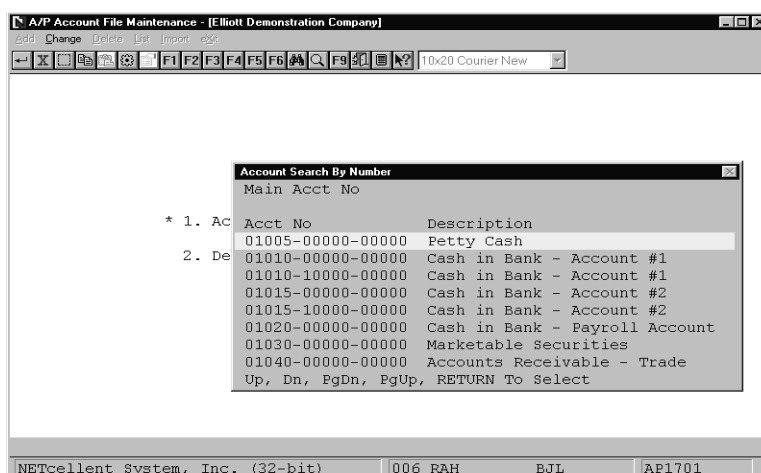 A/P Account File Maintenance - [Elliott Demonstration Company]
Add Change Delete List Import eXit
F1 F2 F3 F4 F5 F6 F9 10x20 Courier New
Account Search By Number
Main Acct No
* 1. Ac
Acct No Description
01005-00000-00000 Petty Cash
2. De
01010-00000-00000 Cash in Bank - Account #1
01010-10000-00000 Cash in Bank - Account #1
01015-00000-00000 Cash in Bank - Account #2
01015-10000-00000 Cash in Bank - Account #2
01020-00000-00000 Cash in Bank - Payroll Account
01030-00000-00000 Marketable Securities
01040-00000-00000 Accounts Receivable - Trade
Up, Dn, PgDn, PgUp, RETURN To Select
NETcellent System, Inc. (32-bit) 006 RAH BJL AP1701